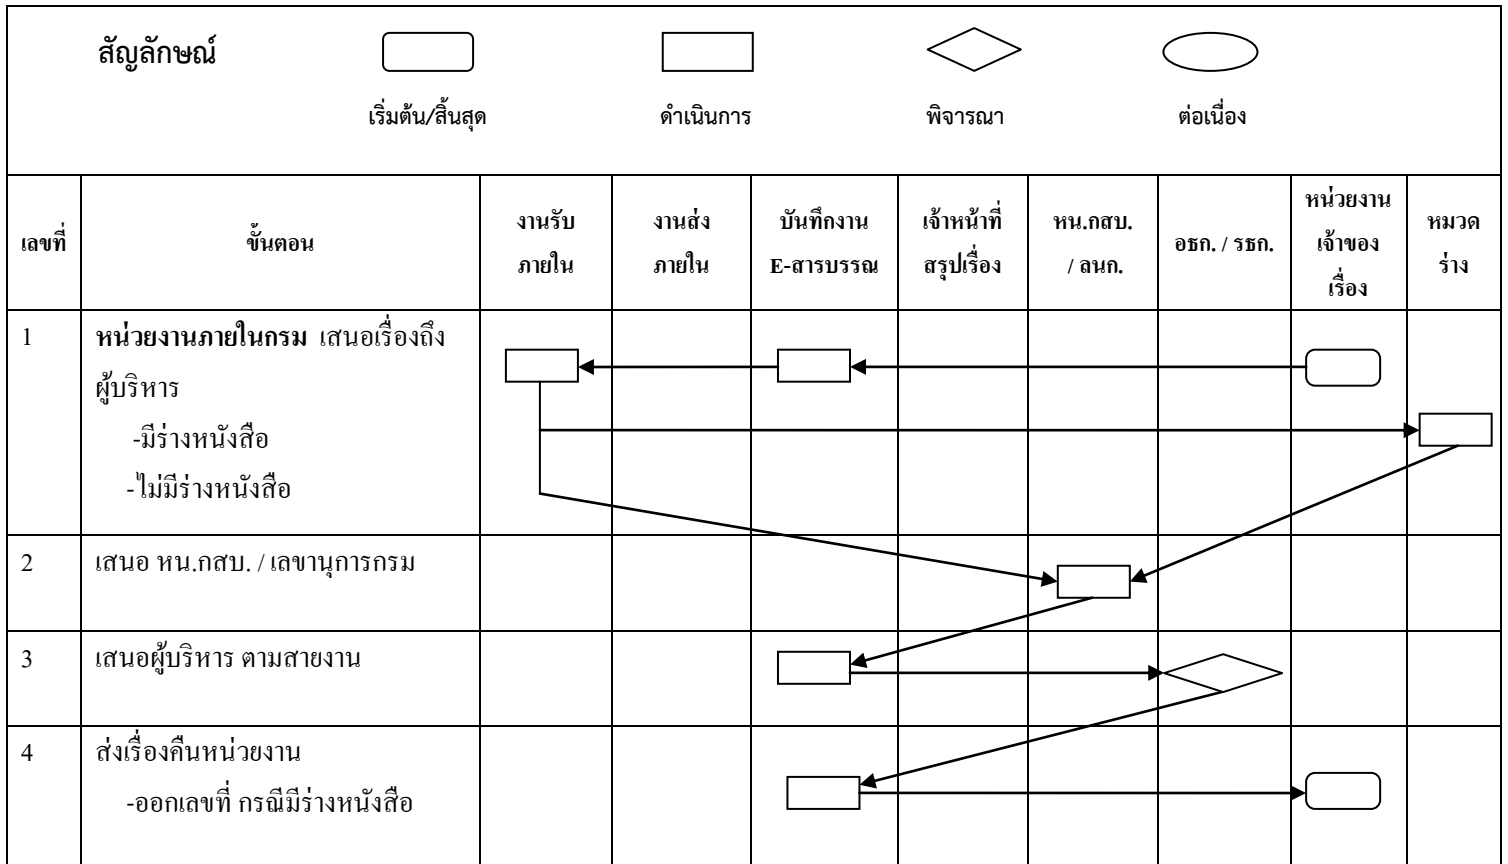 สัญลักษณ์
เริ่มต้น/สิ้นสุด ดำเนินการ พิจารณา ต่อเนื่อง
เลขที่
ขั้นตอน
งานรับ
ภายใน
งานส่ง
ภายใน
บันทึกงาน
E-สารบรรณ
เจ้าหน้าที่
สรุปเรื่อง
หน.กสบ.
/ ลนก.
อธก. / รธก.
หน่วยงาน
เจ้าของ
เรื่อง
หมวด
ร่าง
1 หน่วยงานภายในกรม เสนอเรื่องถึง
ผู้บริหาร
-มีร่างหนังสือ
-ไม่มีร่างหนังสือ
2 เสนอ หน.กสบ. / เลขานุการกรม
3 เสนอผู้บริหาร ตามสายงาน
4 ส่งเรื่องคืนหน่วยงาน
-ออกเลขที่ กรณีมีร่างหนังสือ